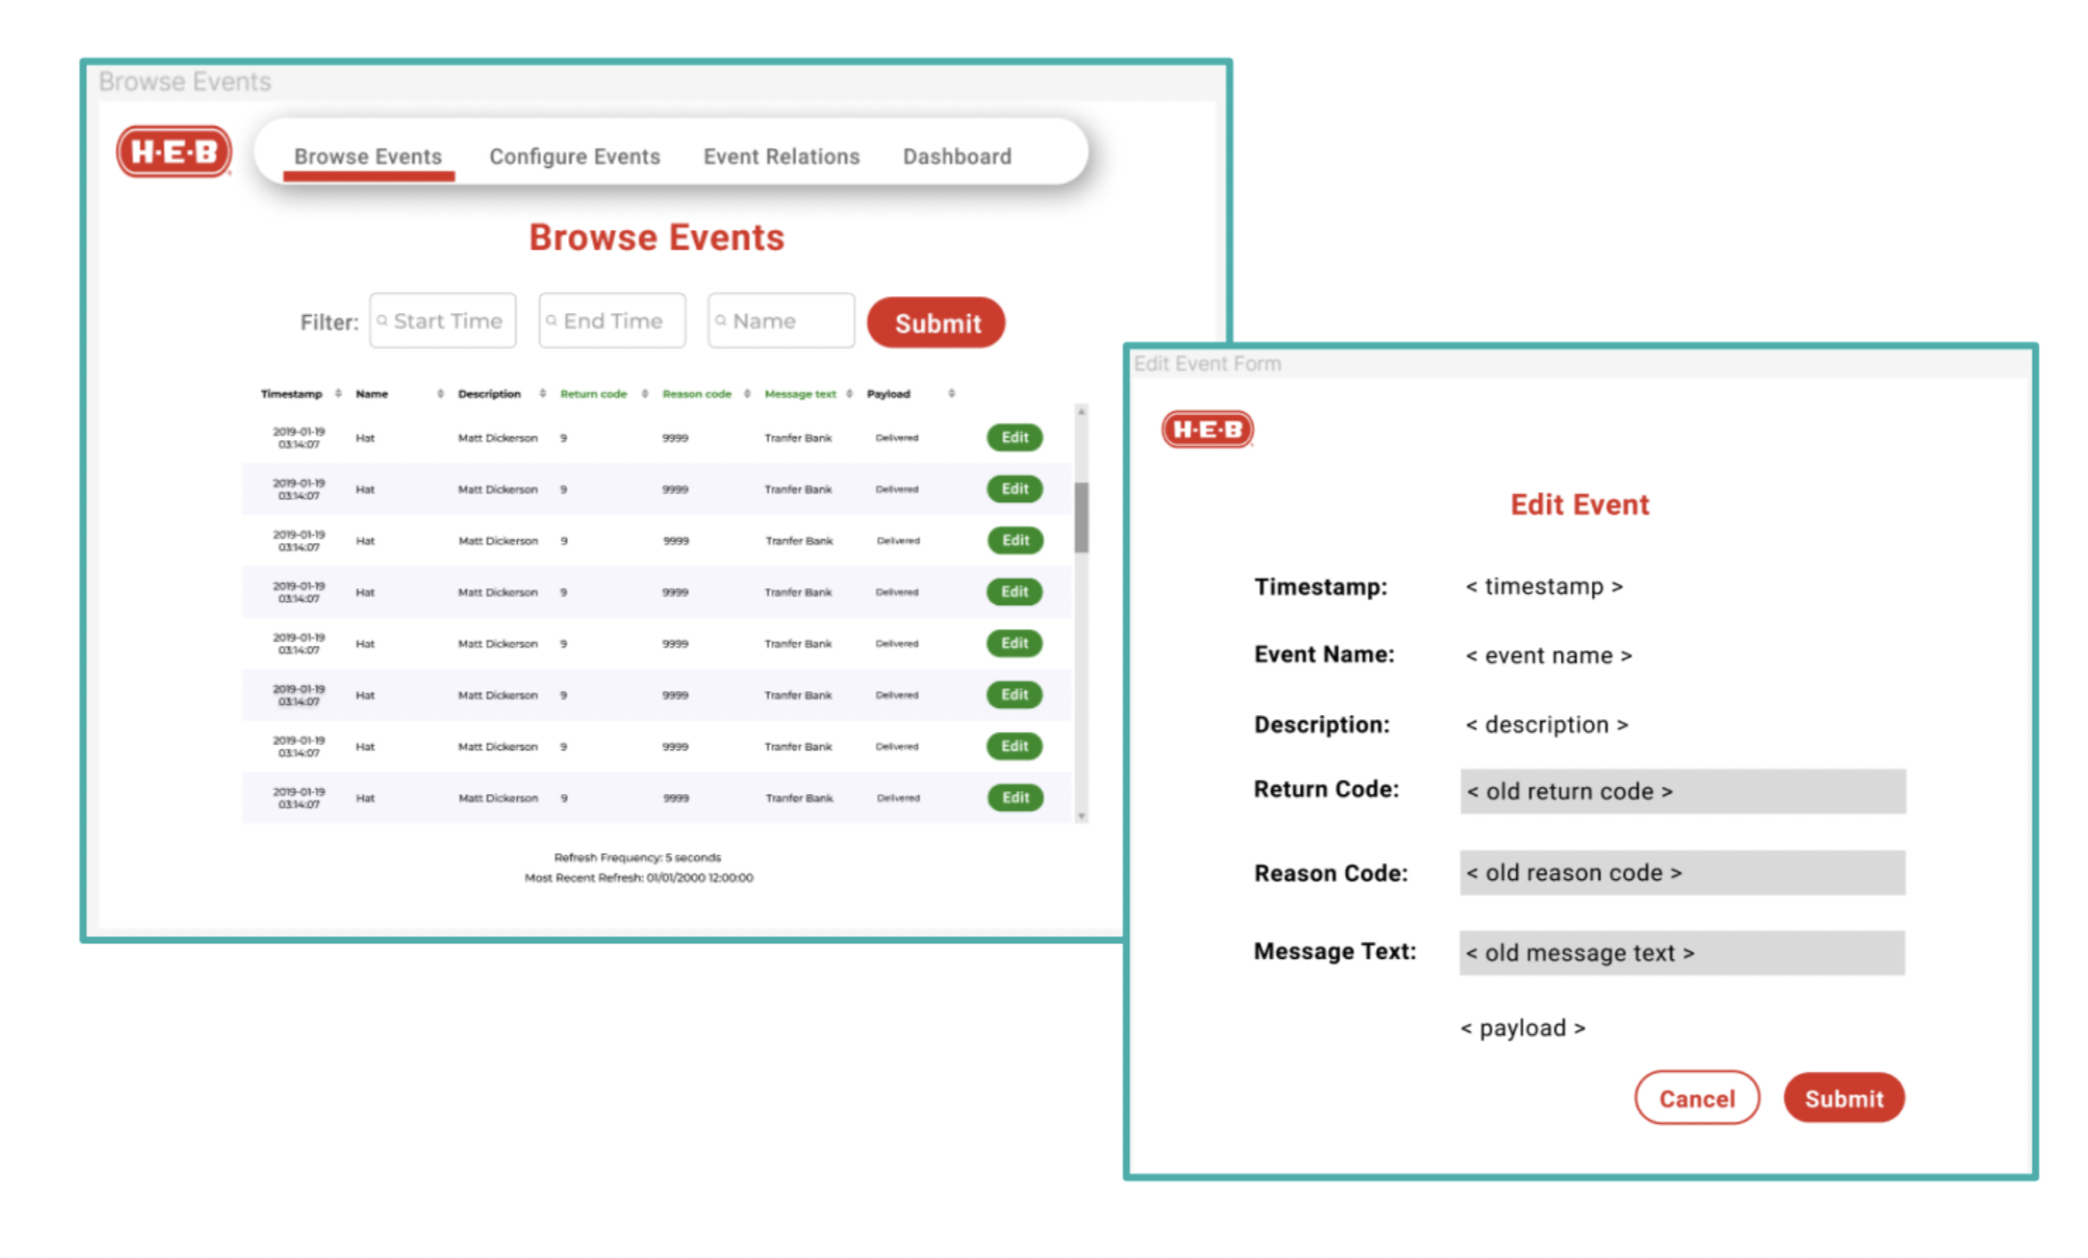 Browse Events
H·E·B
Browse Events Configure Events Event Relations Dashboard
Browse Events
Filter: Start Time End Time Name Submit
Timestamp Name Description Return code Reason code Message text Payload
2019-01-19
03:14:07 Hat Matt Dickerson 9 9999 Tranfer Bank Delivered Edit
2019-01-19
03:14:07 Hat Matt Dickerson 9 9999 Tranfer Bank Delivered Edit
2019-01-19
03:14:07 Hat Matt Dickerson 9 9999 Tranfer Bank Delivered Edit
2019-01-19
03:14:07 Hat Matt Dickerson 9 9999 Tranfer Bank Delivered Edit
2019-01-19
03:14:07 Hat Matt Dickerson 9 9999 Tranfer Bank Delivered Edit
2019-01-19
03:14:07 Hat Matt Dickerson 9 9999 Tranfer Bank Delivered Edit
2019-01-19
03:14:07 Hat Matt Dickerson 9 9999 Tranfer Bank Delivered Edit
2019-01-19
03:14:07 Hat Matt Dickerson 9 9999 Tranfer Bank Delivered Edit
Refresh Frequency: 5 seconds
Most Recent Refresh: 01/01/2000 12:00:00
Edit Event Form
H·E·B
Edit Event
Timestamp: < timestamp >
Event Name: < event name >
Description: < description >
Return Code: < old return code >
Reason Code: < old reason code >
Message Text: < old message text >
< payload >
Cancel Submit